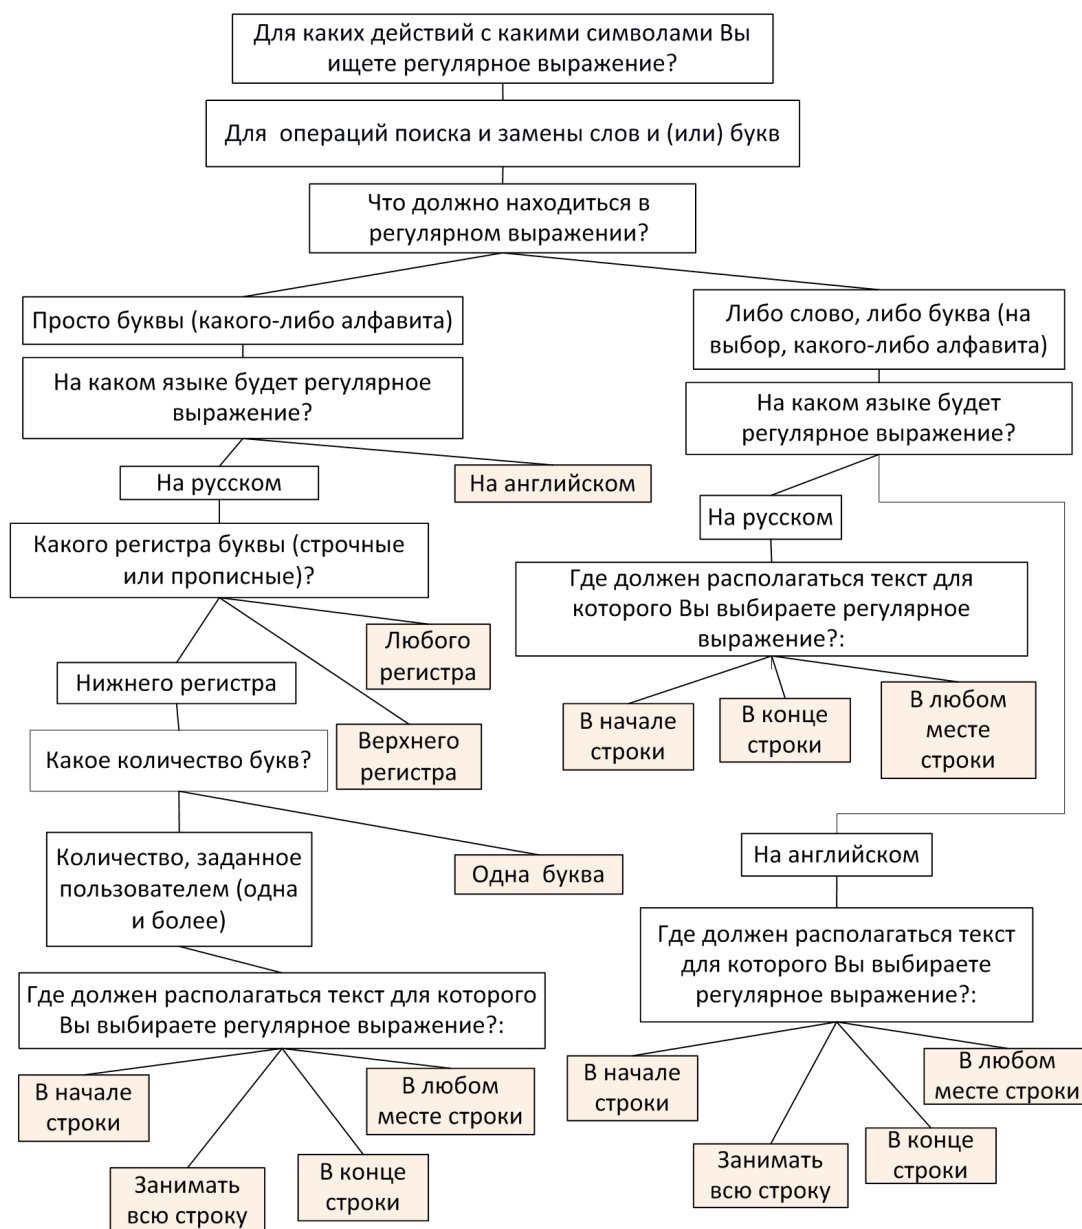 Для каких действий с какими символами Вы
ищете регулярное выражение?
Для операций поиска и замены слов и (или) букв
Что должно находиться в
регулярном выражении?
Просто буквы (какого-либо алфавита)
На каком языке будет регулярное
выражение?
На русском
На английском
Какого регистра буквы (строчные
или прописные)?
Любого
регистра
Нижнего регистра
Верхнего
регистра
Какое количество букв?
Количество, заданное
пользователем (одна
и более)
Одна буква
Где должен располагаться текст для которого
Вы выбираете регулярное выражение?:
В начале
строки
Занимать
всю строку
В конце
строки
В любом
месте строки
Либо слово, либо буква (на
выбор, какого-либо алфавита)
На каком языке будет
регулярное выражение?
На русском
Где должен располагаться текст для
которого Вы выбираете регулярное
выражение?:
В начале
строки
В конце
строки
В любом
месте
строки
На английском
Где должен располагаться текст
для которого Вы выбираете
регулярное выражение?:
В начале
строки
Занимать
всю строку
В конце
строки
В любом
месте строки